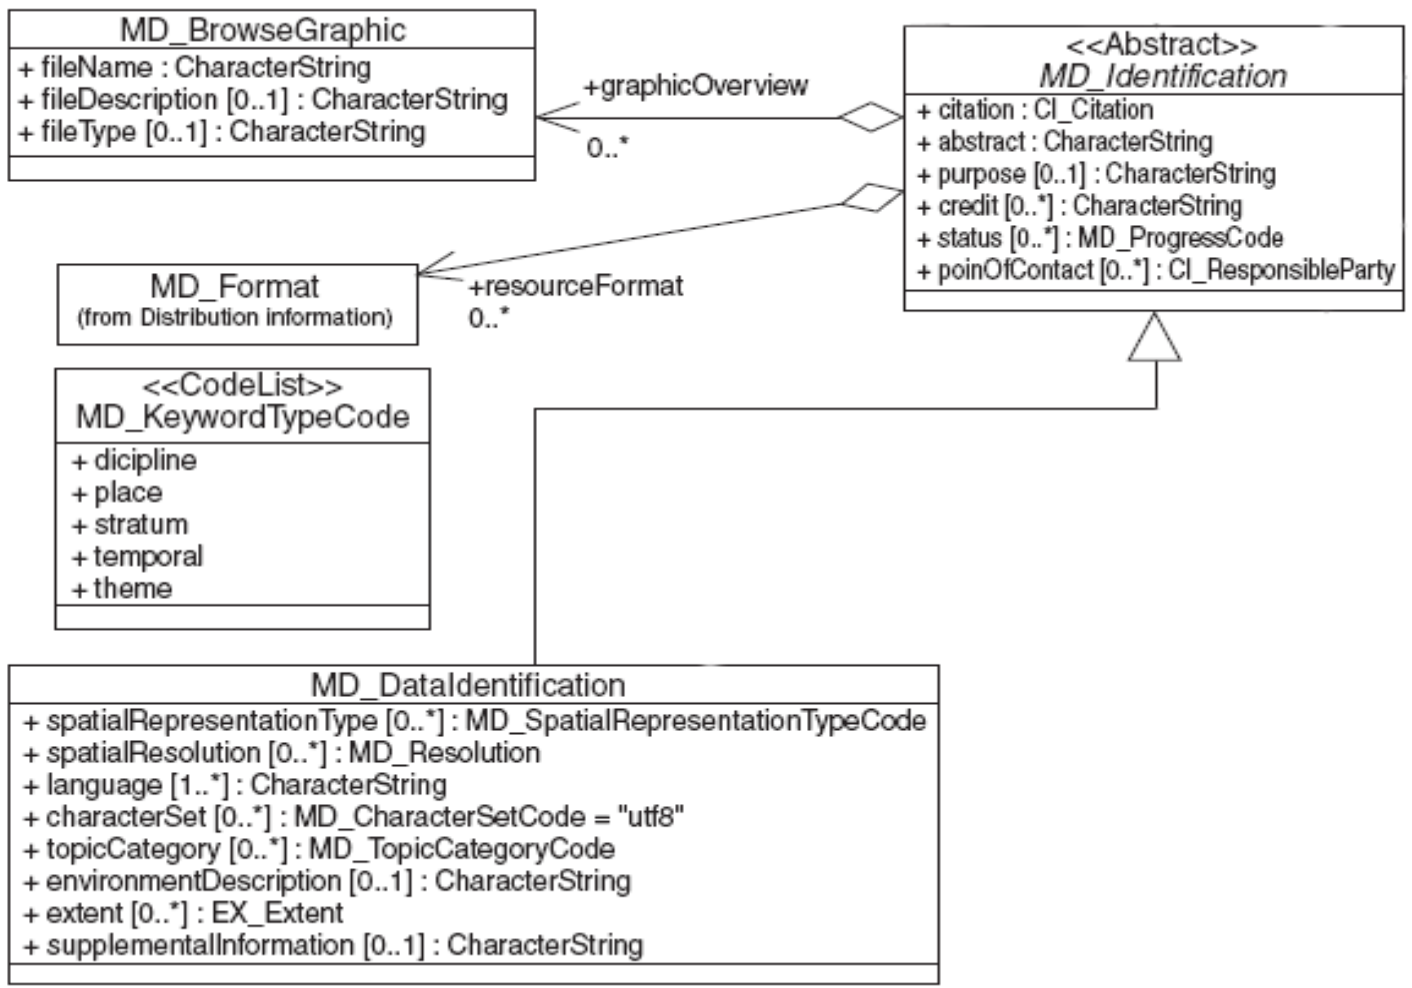 MD_BrowseGraphic
+ fileName : CharacterString
+ fileDescription [0..1] : CharacterString
+ fileType [0..1] : CharacterString
+graphicOverview
0..*
<<Abstract>>
MD_Identification
+ citation : CI_Citation
+ abstract : CharacterString
+ purpose [0..1] : CharacterString
+ credit [0..*] : CharacterString
+ status [0..*] : MD_ProgressCode
+ poinOfContact [0..*] : CI_ResponsibleParty
MD_Format
(from Distribution information)
+resourceFormat
0..*
<<CodeList>>
MD_KeywordTypeCode
+ dicipline
+ place
+ stratum
+ temporal
+ theme
MD_DataIdentification
+ spatialRepresentationType [0..*] : MD_SpatialRepresentationTypeCode
+ spatialResolution [0..*] : MD_Resolution
+ language [1..*] : CharacterString
+ characterSet [0..*] : MD_CharacterSetCode = "utf8"
+ topicCategory [0..*] : MD_TopicCategoryCode
+ environmentDescription [0..1] : CharacterString
+ extent [0..*] : EX_Extent
+ supplementalInformation [0..1] : CharacterString